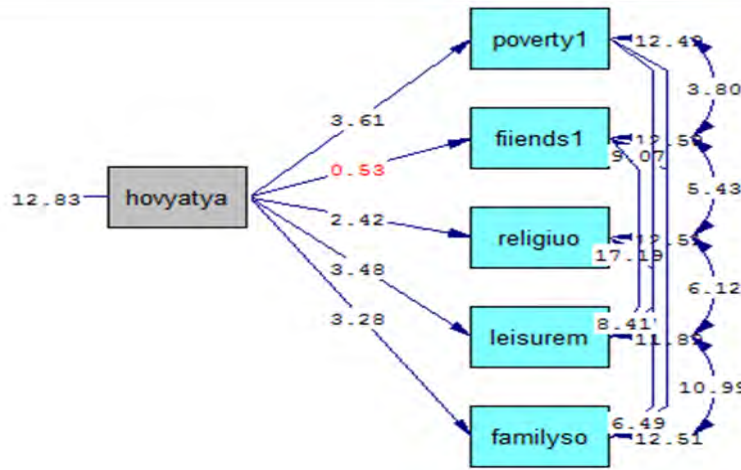 poverty1
12.49
3.80
3.61
fiiends1
9.07
0.53
5.43
12.83
hovyatya
2.42
religiuo
17.19
3.48
6.12
3.28
leisurem
8.41
10.99
familyso
6.49
12.51